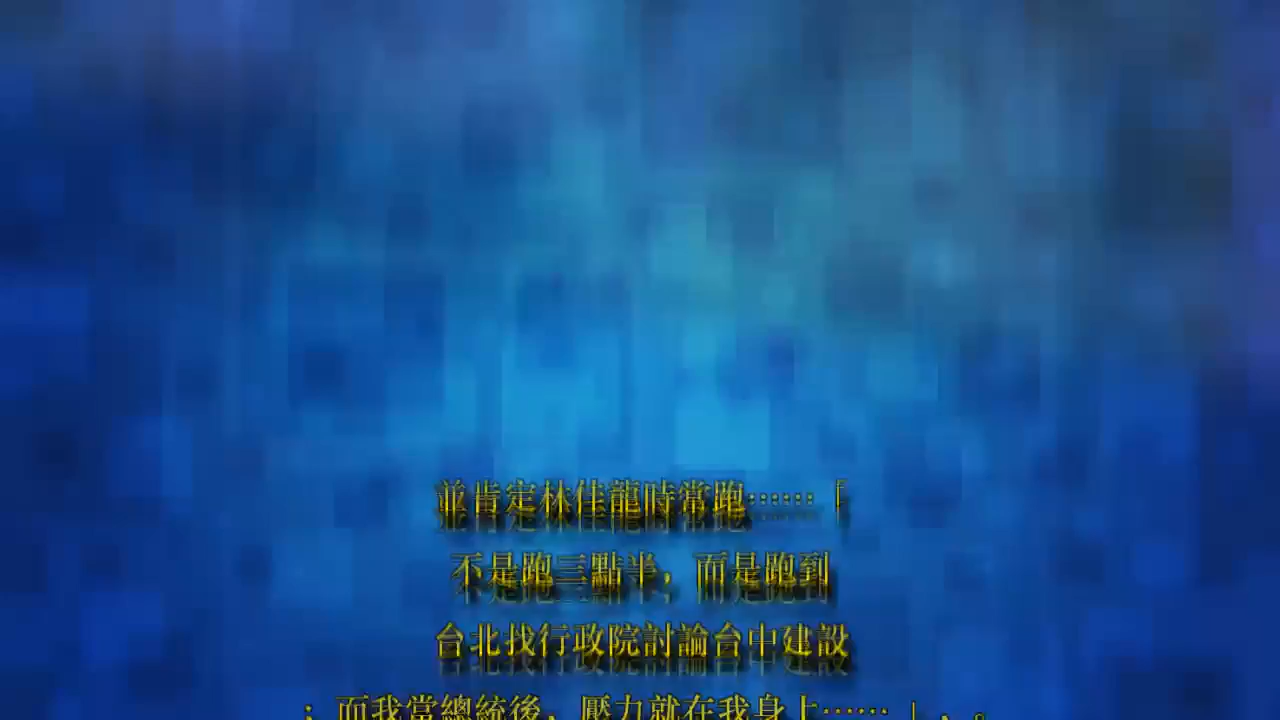 並肯定林佳龍時常跑……「
不是跑三點半，而是跑到
台北找行政院討論台中建設
；而我當總統後，壓力就在我身上……」，。